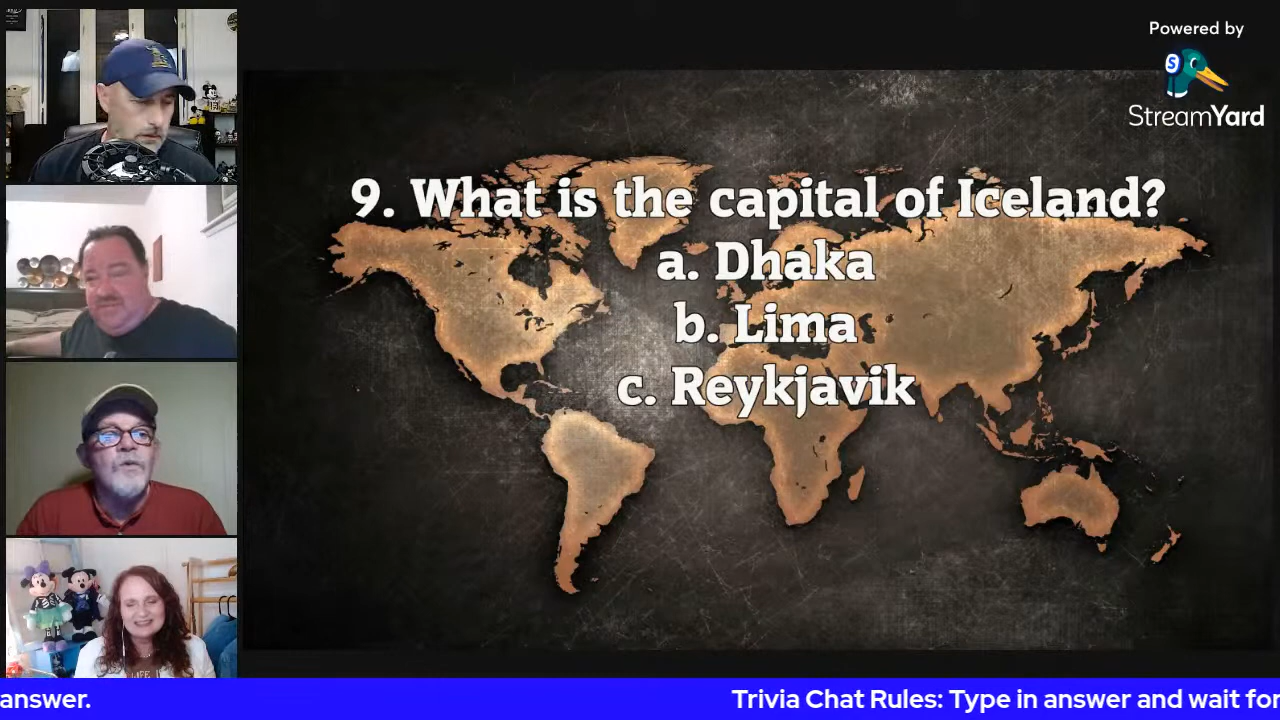 Powered by
StreamYard
9. What is the capital of Iceland?
a. Dhaka
b. Lima
c. Reykjavik
answer.
Trivia Chat Rules: Type in answer and wait for